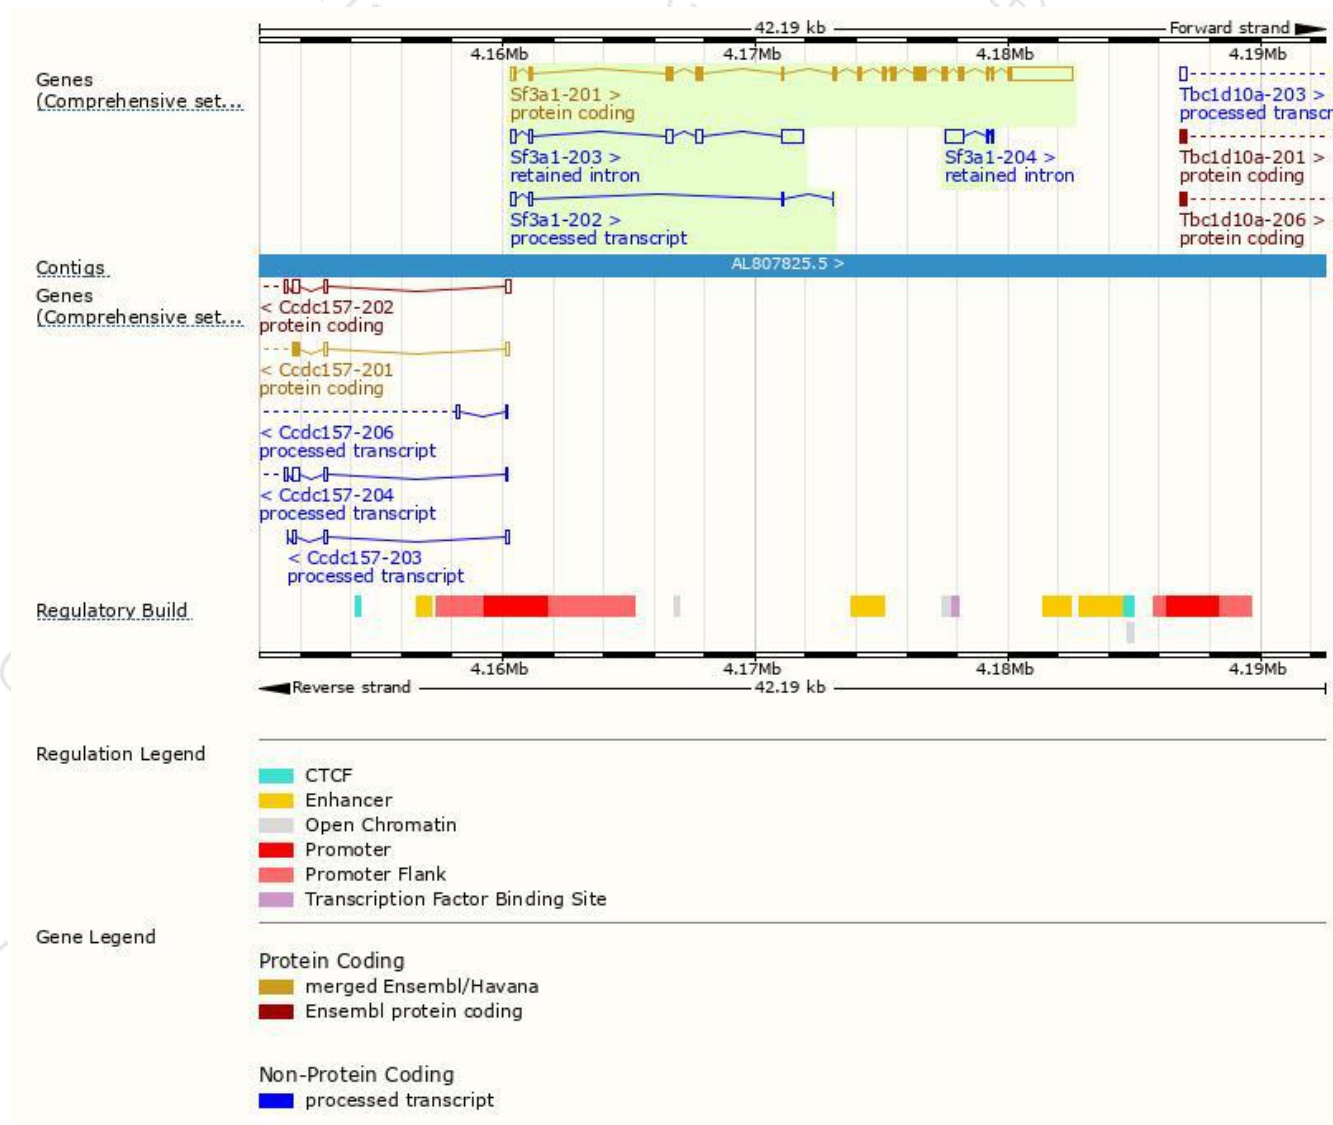 42.19 kb
Forward strand
4.16Mb 4.17Mb 4.18Mb 4.19Mb
Genes
(Comprehensive set...
Sf3a1-201 >
protein coding
Tbc1d10a-203 >
processed transcr
Sf3a1-203 >
retained intron
Sf3a1-204 >
retained intron
Tbc1d10a-201 >
protein coding
Sf3a1-202 >
processed transcript
Tbc1d10a-206 >
protein coding
Contigs
AL807825.5 >
Genes
(Comprehensive set...
< Ccdc157-202
protein coding
< Ccdc157-201
protein coding
< Ccdc157-206
processed transcript
< Ccdc157-204
processed transcript
< Ccdc157-203
processed transcript
Regulatory Build
4.16Mb 4.17Mb 4.18Mb 4.19Mb
Reverse strand
42.19 kb
Regulation Legend
CTCF
Enhancer
Open Chromatin
Promoter
Promoter Flank
Transcription Factor Binding Site
Gene Legend
Protein Coding
merged Ensembl/Havana
Ensembl protein coding
Non-Protein Coding
processed transcript